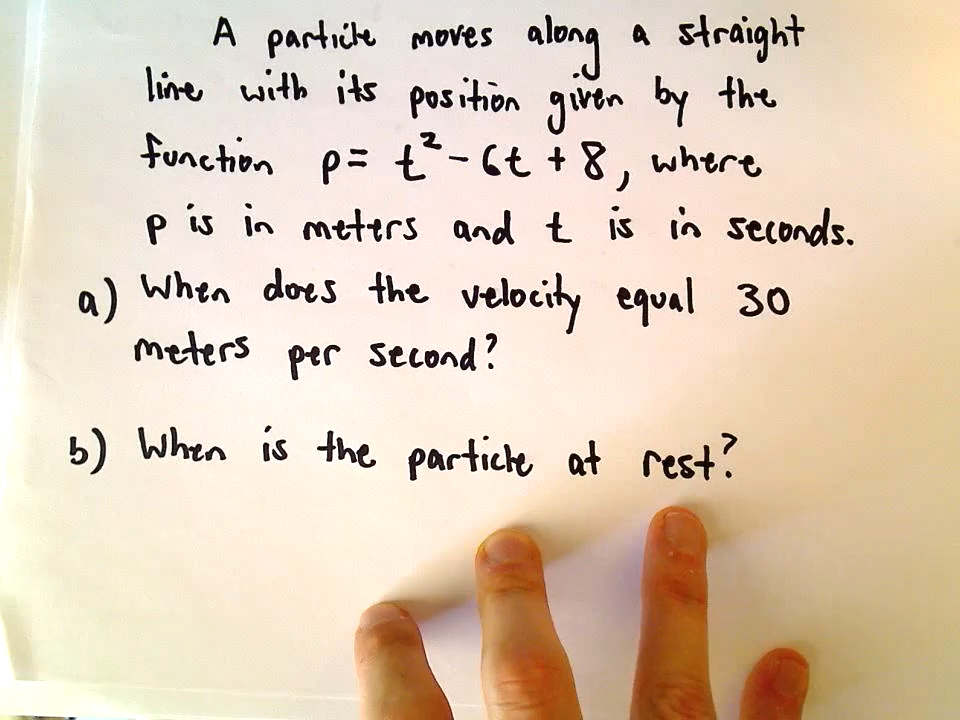 A particle moves along a straight
line with its position given by the
function p= t² - 6t + 8, where
p is in meters and t is in seconds.
a) When does the velocity equal 30
meters per second?
b) When is the particle at rest?